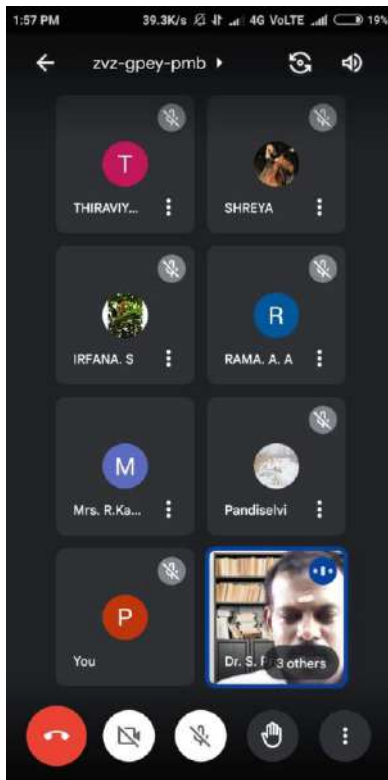 1:57 PM 39.3K/s 4G VoLTE 19%
zvz-gpey-pmb
T
THIRAVIY...
SHREYA
IRFANA. S
R
RAMA. A. A
M
Mrs. R.Ka...
Pandiselvi
P
You
Dr. S. 3 others